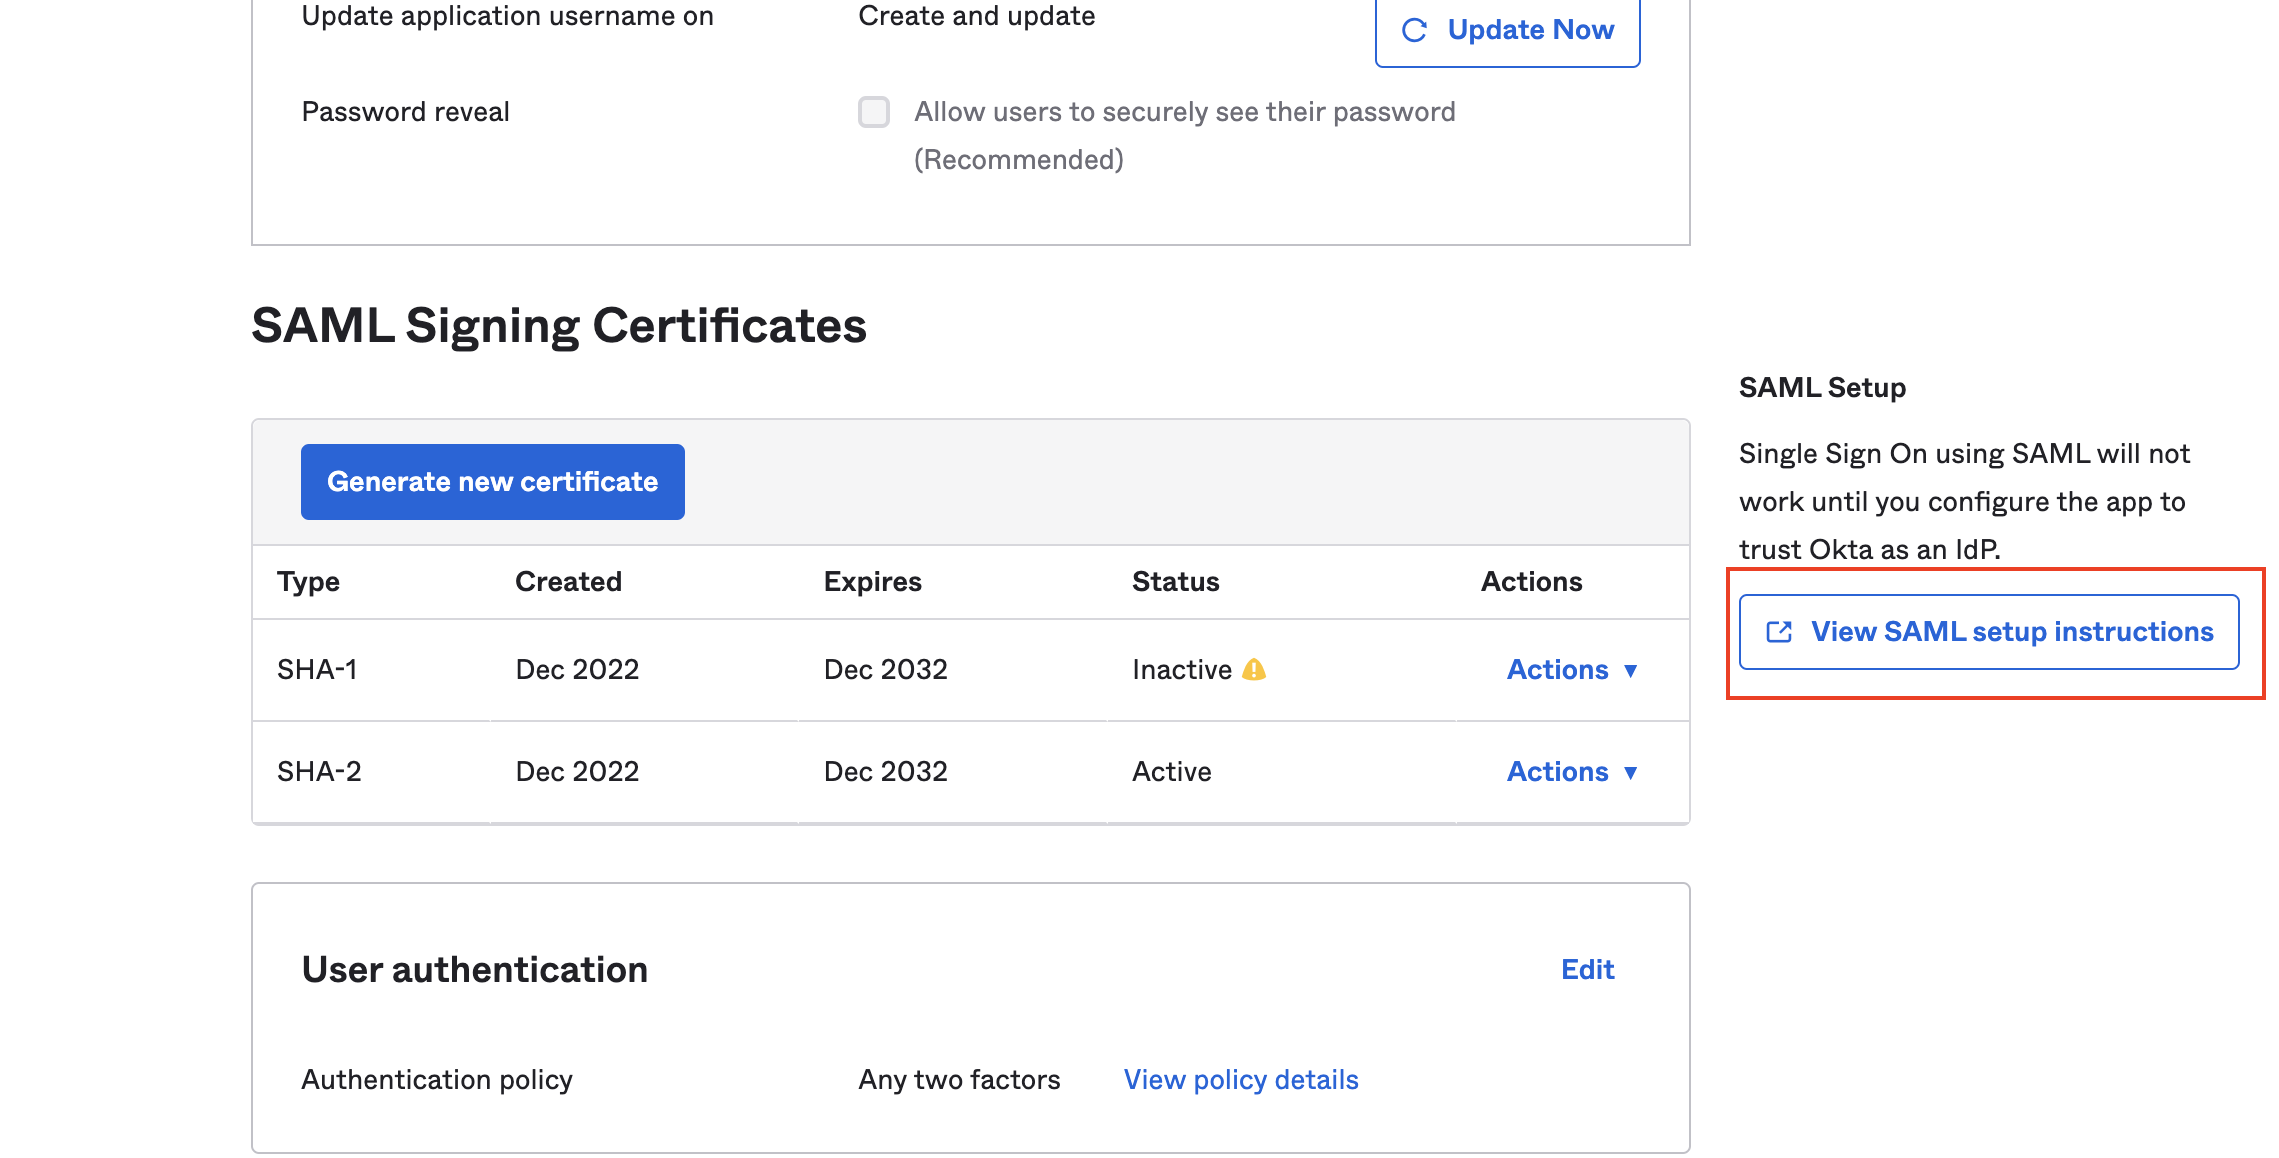 Update application username on
Create and update
Update Now
Password reveal
Allow users to securely see their password
(Recommended)
SAML Signing Certificates
Generate new certificate
Type Created Expires Status Actions
SHA-1 Dec 2022 Dec 2032 Inactive Actions ▼
SHA-2 Dec 2022 Dec 2032 Active Actions ▼
SAML Setup
Single Sign On using SAML will not
work until you configure the app to
trust Okta as an IdP.
View SAML setup instructions
User authentication
Edit
Authentication policy
Any two factors
View policy details